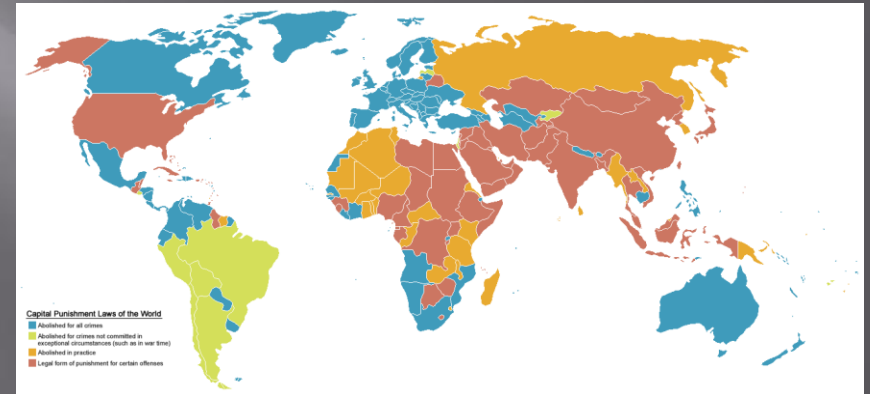 Capital Punishment Laws of the World
Abolished for all crimes
Abolished for crimes not committed in
exceptional circumstances (such as in war time)
Abolished in practice
Legal form of punishment for certain offenses